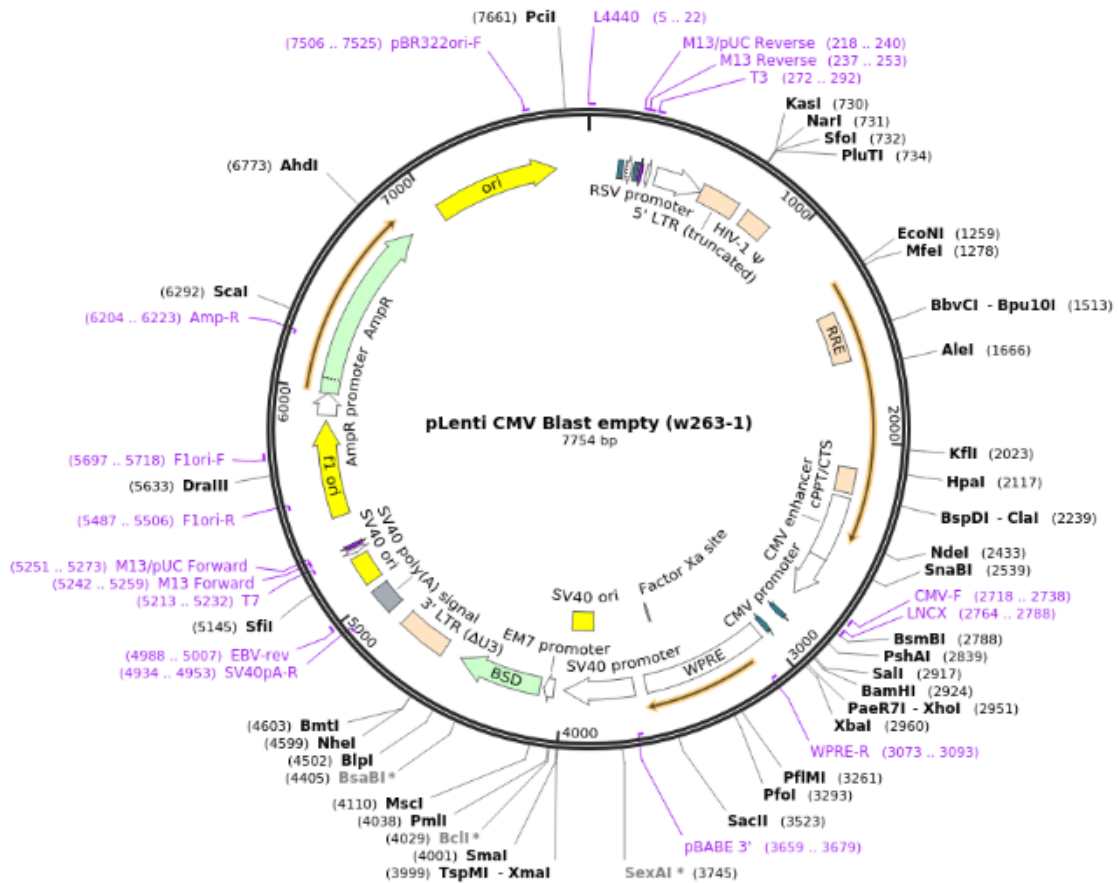 (7661) PciI
L4440 (5 .. 22)
(7506 .. 7525) pBR322ori-F
M13/pUC Reverse (218 .. 240)
M13 Reverse (237 .. 253)
T3 (272 .. 292)
KasI (730)
NarI (731)
SfoI (732)
PluTI (734)
(6773) AhdI
7000
ori
RSV promoter
5' LTR (truncated)
HIV-1 Ψ
1000
EcoNI (1259)
MfeI (1278)
(6292) ScaI
(6204 .. 6223) Amp-R
BbvCI - Bpu10I (1513)
AleI (1666)
RRE
AmpR
AmpR promoter
6000
2000
pLenti CMV Blast empty (w263-1)
7754 bp
(5697 .. 5718) F1ori-F
(5633) DraIII
(5487 .. 5506) F1ori-R
f1 ori
KflI (2023)
HpaI (2117)
BspDI - ClaI (2239)
cPPT/CTS
CMV enhancer
CMV promoter
NdeI (2433)
SnaBI (2539)
CMV-F (2718 .. 2738)
LNCX (2764 .. 2788)
(5251 .. 5273) M13/pUC Forward
(5242 .. 5259) M13 Forward
(5213 .. 5232) T7
(5145) SfiI
(4988 .. 5007) EBV-rev
(4934 .. 4953) SV40pA-R
5000
SV40 ori
SV40 poly(A) signal
3' LTR (ΔU3)
BSD
EM7 promoter
SV40 ori
SV40 promoter
Factor Xa site
WPRE
3000
BsmBI (2788)
PshAI (2839)
SalI (2917)
BamHI (2924)
PaeR7I - XhoI (2951)
XbaI (2960)
WPRE-R (3073 .. 3093)
(4603) BmtI
(4599) NheI
(4502) BlpI
(4405) BsaBI *
4000
PflMI (3261)
PfoI (3293)
SacII (3523)
(4110) MscI
(4038) PmlI
(4029) BclI *
(4001) SmaI
(3999) TspMI - XmaI
pBABE 3' (3659 .. 3679)
SexAI * (3745)